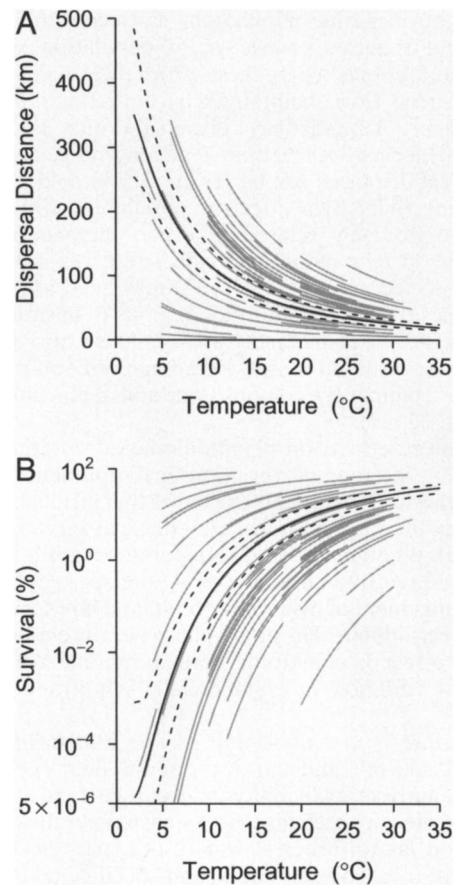 A
500
400
300
200
100
0
Dispersal Distance (km)
0 5 10 15 20 25 30 35
Temperature (°C)
B
10²
10⁰
10⁻²
10⁻⁴
5×10⁻⁶
Survival (%)
0 5 10 15 20 25 30 35
Temperature (°C)